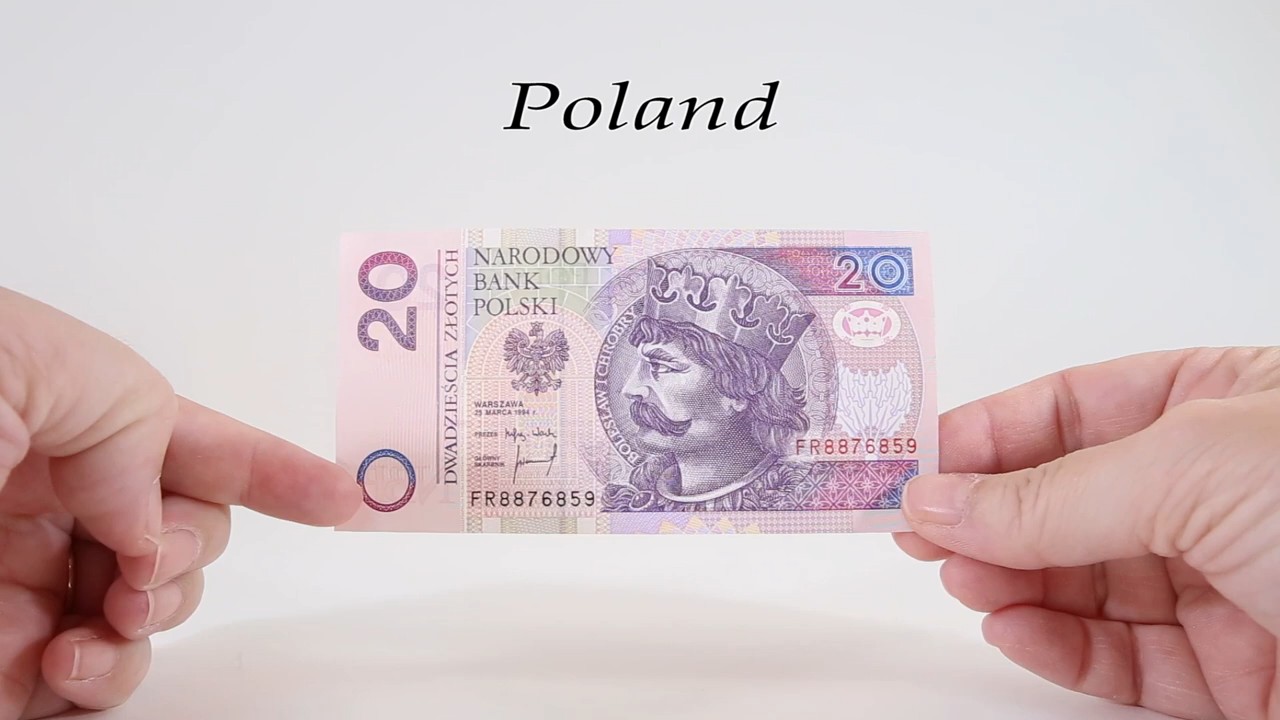 Poland
20
DWADZIEŚCIA ZŁOTYCH
NARODOWY
BANK
POLSKI
WARSZAWA
25 MARCA 1994 r.
PREZES
GŁÓWNY
SKARBNIK
FR8876859
BOLESŁAW I CHROBRY
20
FR8876859